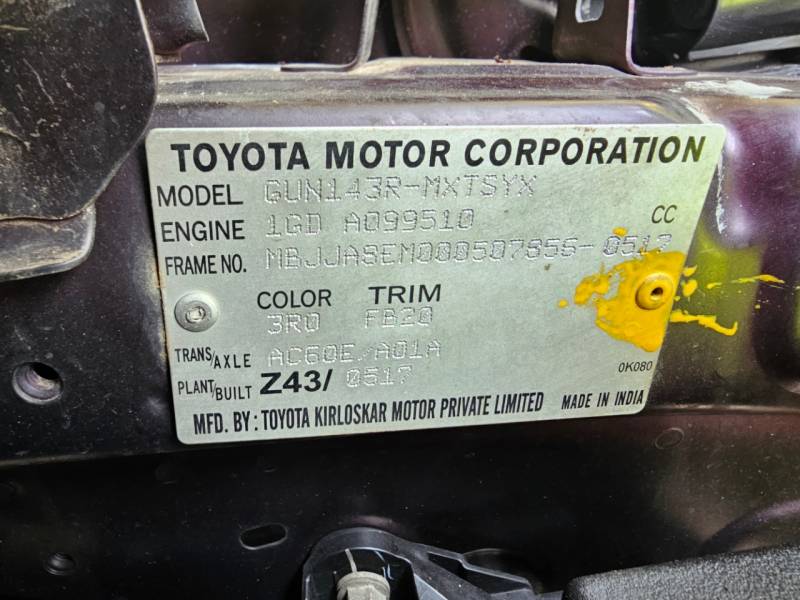 TOYOTA MOTOR CORPORATION
MODEL GUN143R-MXTSYX
ENGINE 1GD A099510 CC
FRAME NO. MBJJA8EM000507856-0517
COLOR TRIM
3R0 FB20
TRANS/AXLE AC60E/A01A
PLANT/BUILT Z43/ 0517
0K080
MFD. BY : TOYOTA KIRLOSKAR MOTOR PRIVATE LIMITED MADE IN INDIA